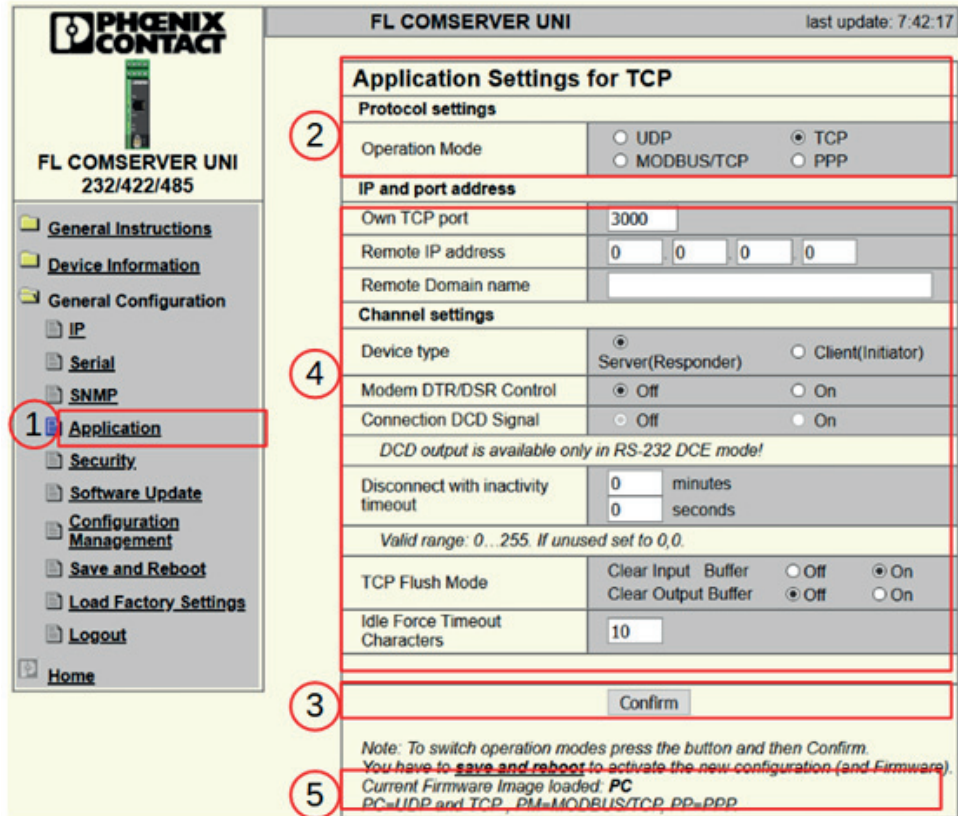 PHŒNIX
CONTACT
FL COMSERVER UNI
232/422/485
General Instructions
Device Information
General Configuration
IP
Serial
SNMP
1
Application
Security
Software Update
Configuration
Management
Save and Reboot
Load Factory Settings
Logout
Home
FL COMSERVER UNI last update: 7:42:17
Application Settings for TCP
Protocol settings
2
Operation Mode UDP TCP
MODBUS/TCP PPP
IP and port address
Own TCP port 3000
Remote IP address 0 . 0 . 0 . 0
Remote Domain name
Channel settings
4
Device type Server(Responder) Client(Initiator)
Modem DTR/DSR Control Off On
Connection DCD Signal Off On
DCD output is available only in RS-232 DCE mode!
Disconnect with inactivity
timeout
0 minutes
0 seconds
Valid range: 0...255. If unused set to 0,0.
TCP Flush Mode Clear Input Buffer Off On
Clear Output Buffer Off On
Idle Force Timeout
Characters
10
3
Confirm
Note: To switch operation modes press the button and then Confirm.
You have to save and reboot to activate the new configuration (and Firmware).
5
Current Firmware Image loaded: PC
PC=UDP and TCP , PM=MODBUS/TCP, PP=PPP.